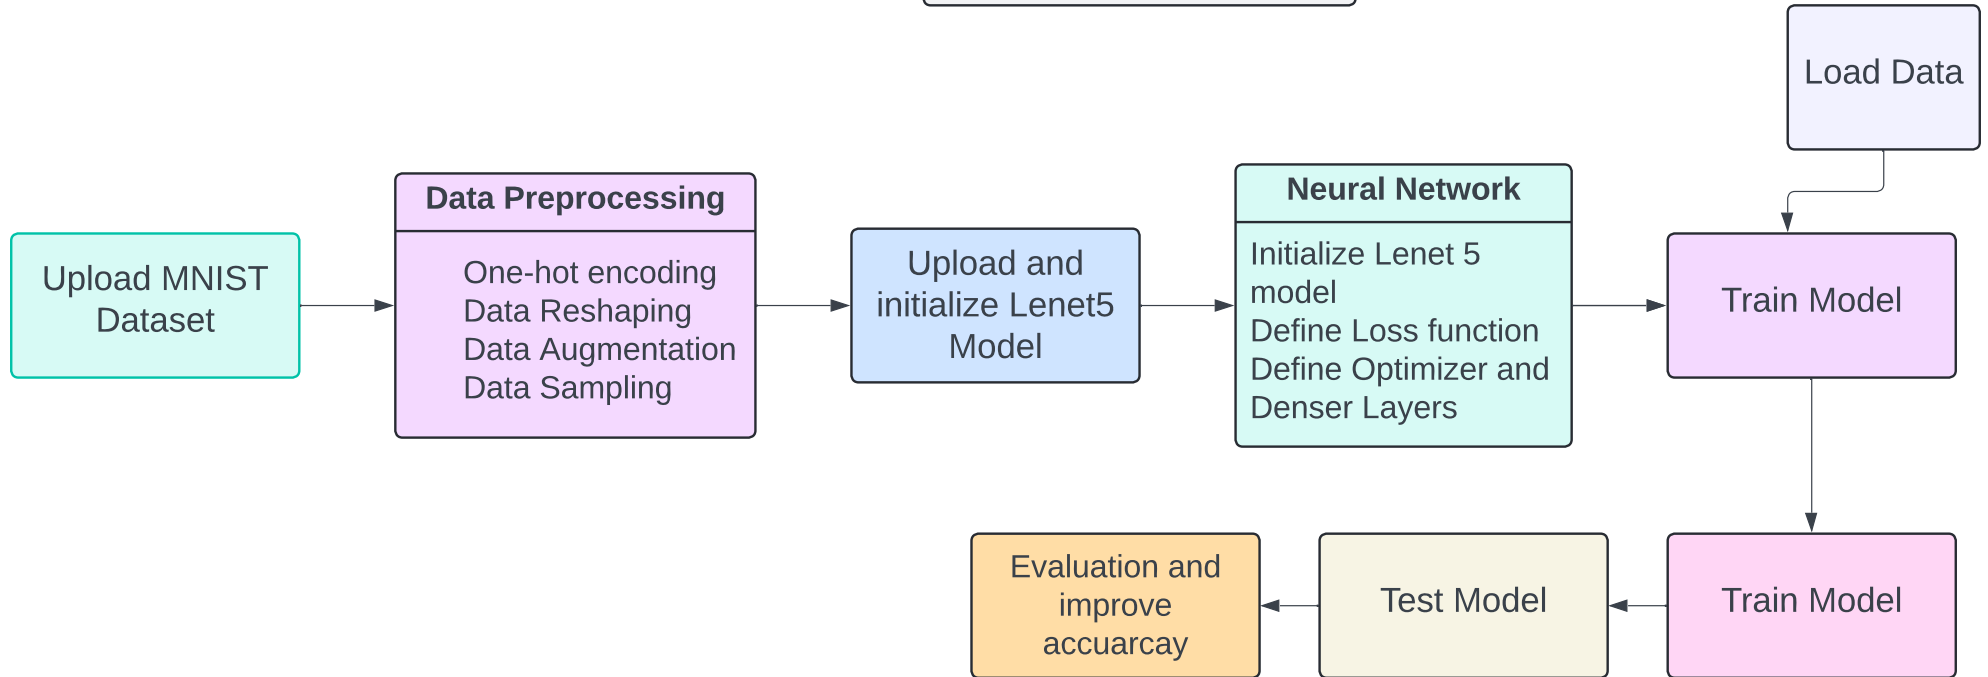 Load Data
Upload MNIST
Dataset
Data Preprocessing
One-hot encoding
Data Reshaping
Data Augmentation
Data Sampling
Upload and
initialize Lenet5
Model
Neural Network
Initialize Lenet 5
model
Define Loss function
Define Optimizer and
Denser Layers
Train Model
Train Model
Test Model
Evaluation and
improve
accuarcay